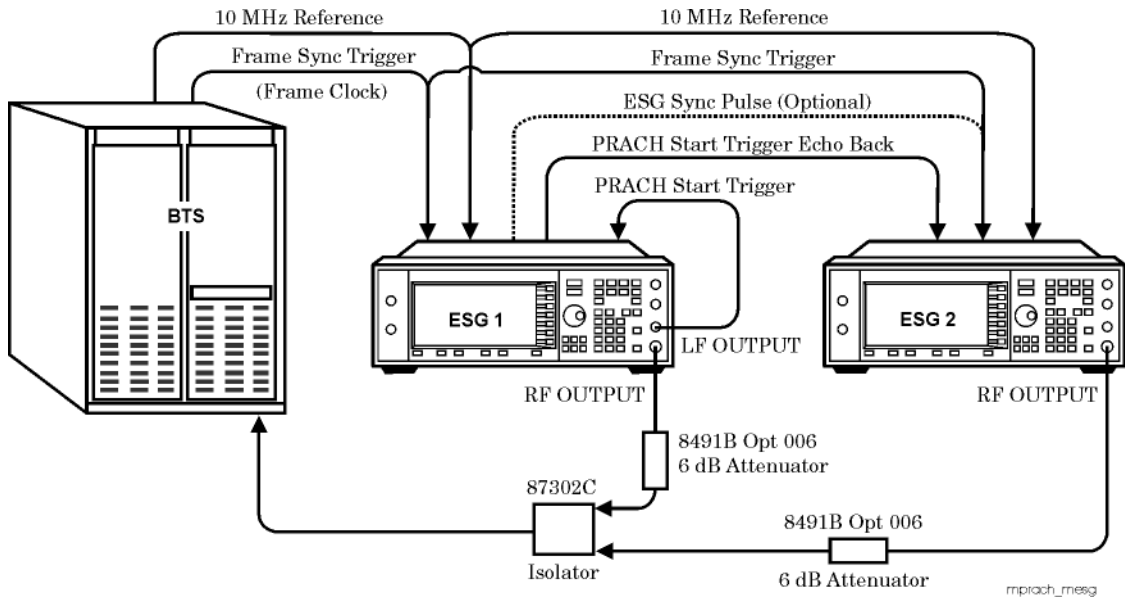 10 MHz Reference
10 MHz Reference
Frame Sync Trigger
(Frame Clock)
Frame Sync Trigger
ESG Sync Pulse (Optional)
PRACH Start Trigger Echo Back
PRACH Start Trigger
BTS
ESG 1
ESG 2
LF OUTPUT
RF OUTPUT
RF OUTPUT
8491B Opt 006
6 dB Attenuator
87302C
Isolator
8491B Opt 006
6 dB Attenuator
mprach_mesg